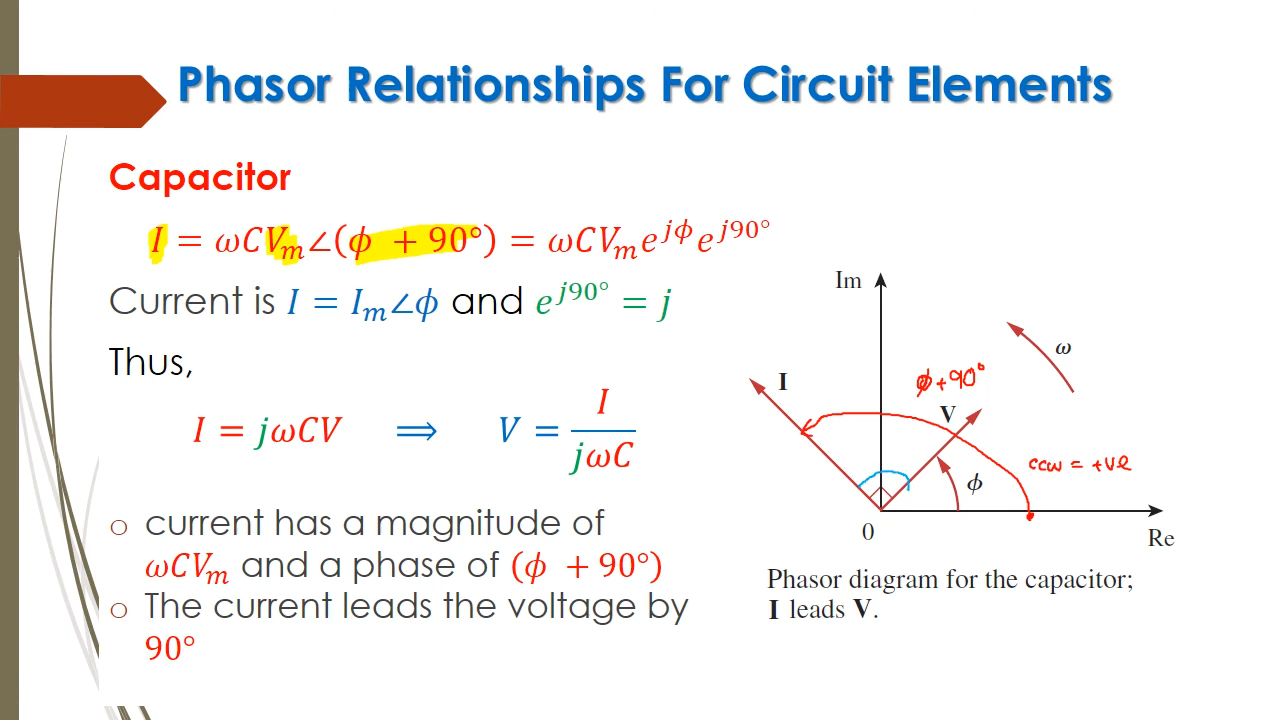 Phasor Relationships For Circuit Elements
Capacitor
I = ωCVₘ∠(ϕ + 90°) = ωCVₘe^{jϕ}e^{j90°}
Current is I = Iₘ∠ϕ and e^{j90°} = j
Thus,
I = jωCV ⟹ V = I/jωC
○ current has a magnitude of
ωCVₘ and a phase of (ϕ + 90°)
○ The current leads the voltage by
90°
Im
ω
ϕ+90°
I
V
ccw = +ve
ϕ
0
Re
Phasor diagram for the capacitor;
I leads V.